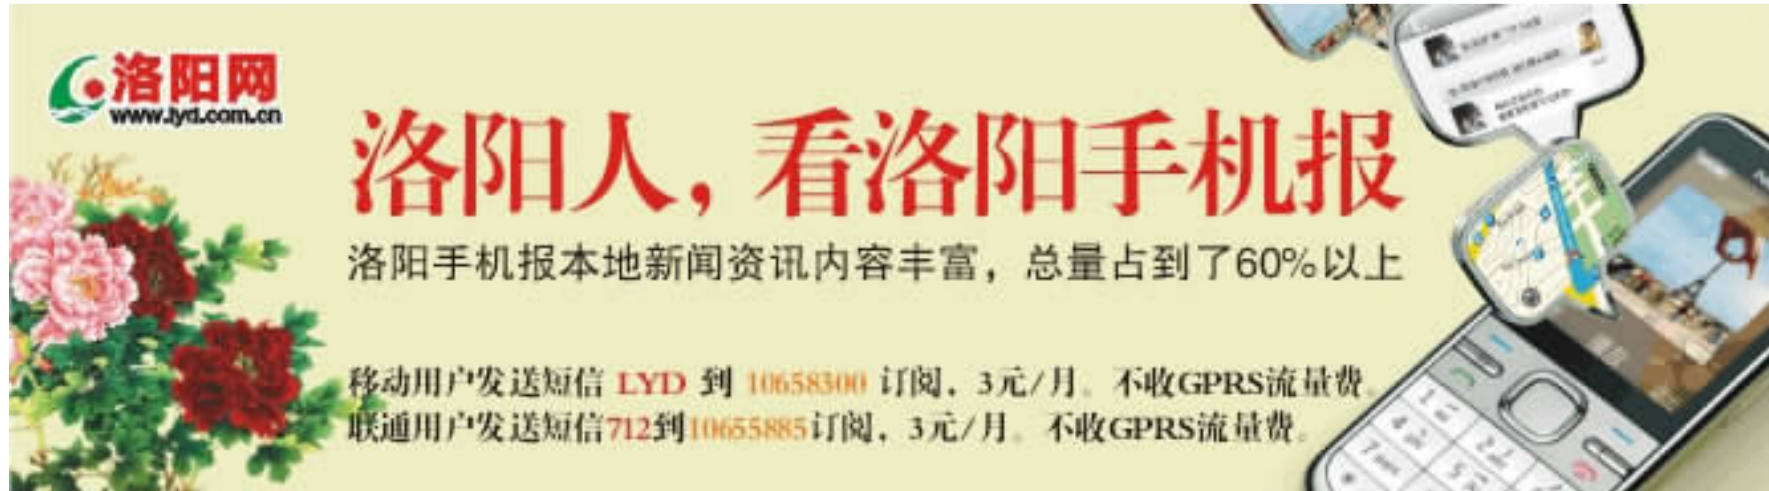 洛阳网
www.lyd.com.cn
洛阳人，看洛阳手机报
洛阳手机报本地新闻资讯内容丰富，总量占到了60%以上
移动用户发送短信 LYD 到 10658300 订阅，3元/月。不收GPRS流量费。
联通用户发送短信712到10655885订阅，3元/月。不收GPRS流量费。